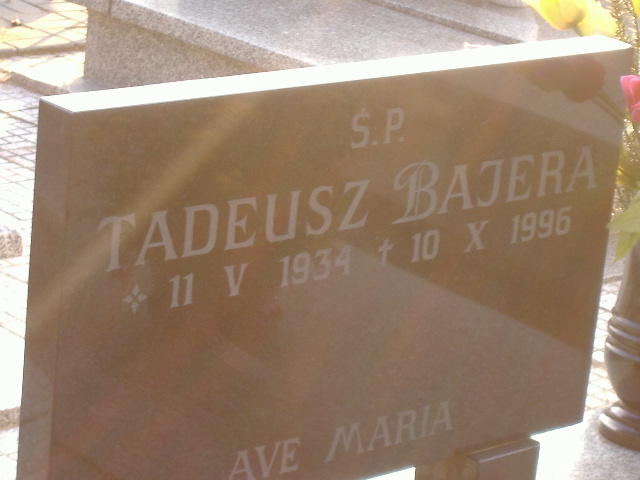 Ś.P.
TADEUSZ BAJERA
11 V 1934 † 10 X 1996
AVE MARIA